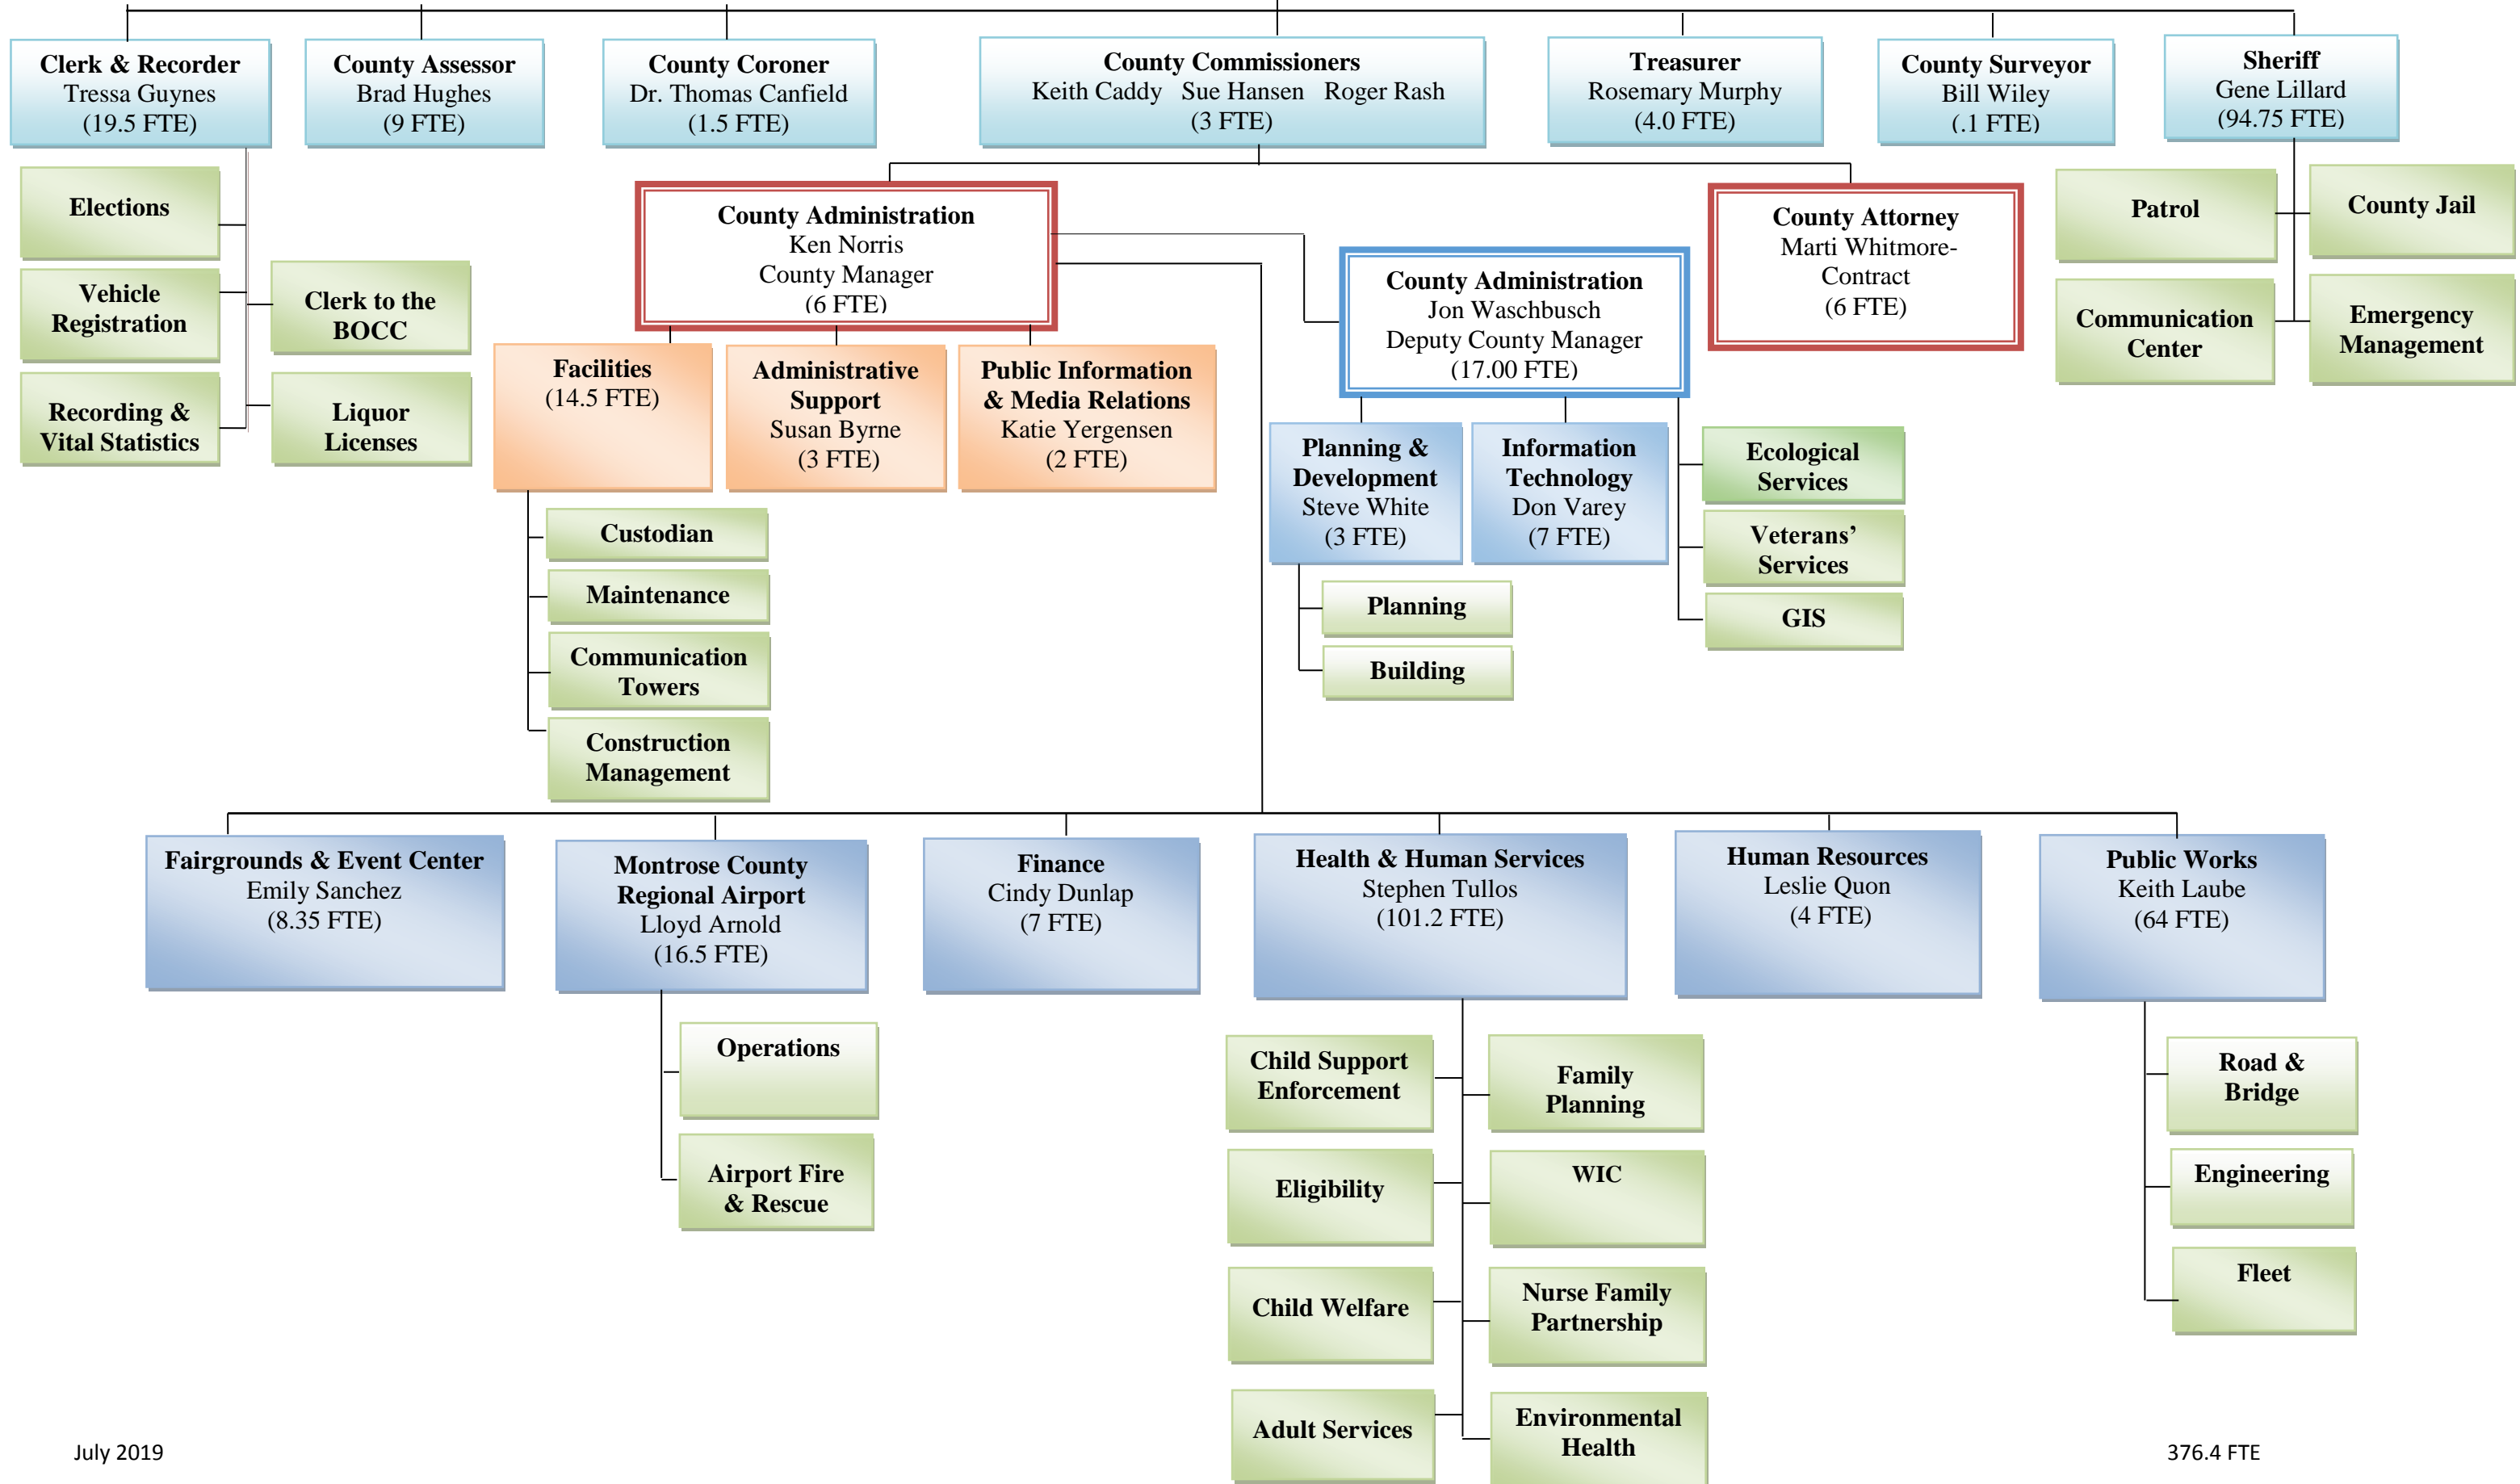 Clerk & Recorder
Tressa Guynes
(19.5 FTE)
County Assessor
Brad Hughes
(9 FTE)
County Coroner
Dr. Thomas Canfield
(1.5 FTE)
County Commissioners
Keith Caddy Sue Hansen Roger Rash
(3 FTE)
Treasurer
Rosemary Murphy
(4.0 FTE)
County Surveyor
Bill Wiley
(.1 FTE)
Sheriff
Gene Lillard
(94.75 FTE)
Elections
Vehicle
Registration
Recording &
Vital Statistics
Clerk to the
BOCC
Liquor
Licenses
County Administration
Ken Norris
County Manager
(6 FTE)
County Administration
Jon Waschbusch
Deputy County Manager
(17.00 FTE)
County Attorney
Marti Whitmore-
Contract
(6 FTE)
Patrol
County Jail
Communication
Center
Emergency
Management
Facilities
(14.5 FTE)
Administrative
Support
Susan Byrne
(3 FTE)
Public Information
& Media Relations
Katie Yergensen
(2 FTE)
Planning &
Development
Steve White
(3 FTE)
Information
Technology
Don Varey
(7 FTE)
Ecological
Services
Veterans’
Services
GIS
Custodian
Maintenance
Communication
Towers
Construction
Management
Planning
Building
Fairgrounds & Event Center
Emily Sanchez
(8.35 FTE)
Montrose County
Regional Airport
Lloyd Arnold
(16.5 FTE)
Finance
Cindy Dunlap
(7 FTE)
Health & Human Services
Stephen Tullos
(101.2 FTE)
Human Resources
Leslie Quon
(4 FTE)
Public Works
Keith Laube
(64 FTE)
Operations
Airport Fire
& Rescue
Child Support
Enforcement
Family
Planning
Eligibility
WIC
Child Welfare
Nurse Family
Partnership
Adult Services
Environmental
Health
Road &
Bridge
Engineering
Fleet
July 2019
376.4 FTE